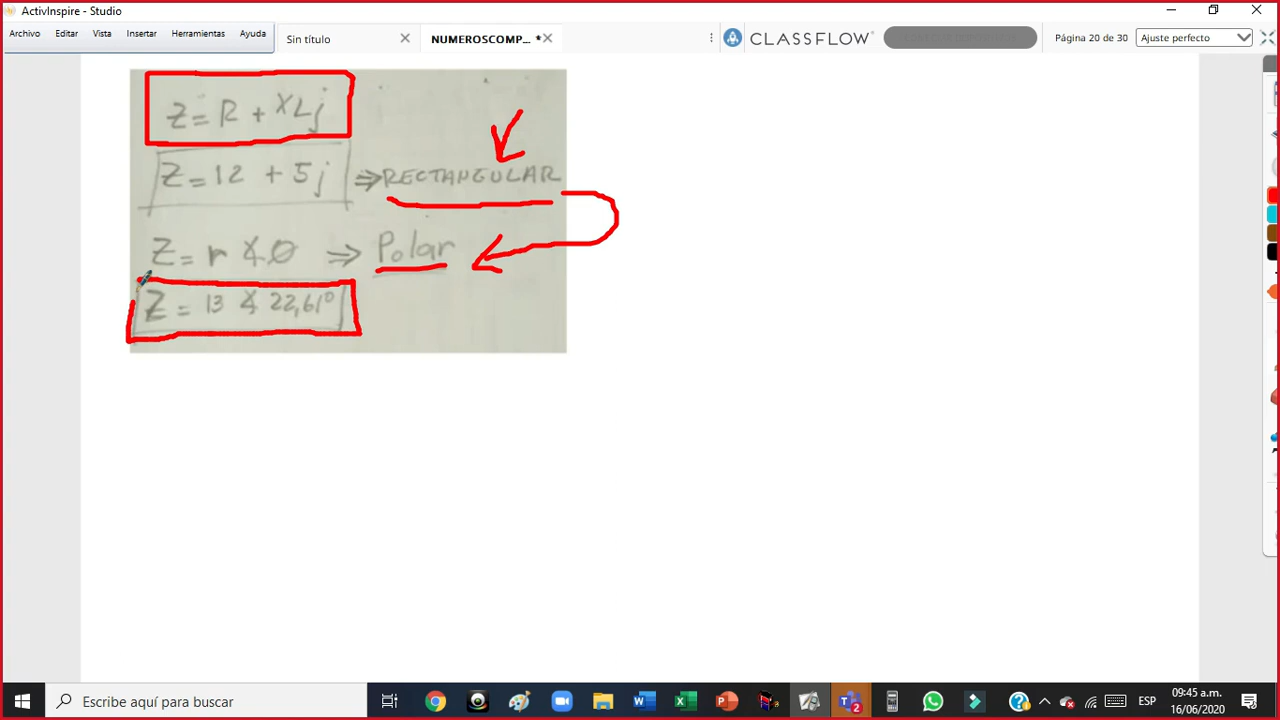 ActivInspire - Studio
Archivo Editar Vista Insertar Herramientas Ayuda
Sin título
NUMEROSCOMP... *
CLASSFLOW
Página 20 de 30
Ajuste perfecto
Z = R + XLj
Z = 12 + 5j ⇒ RECTANGULAR
Z = r ∡ θ ⇒ Polar
Z = 13 ∡ 22,61°
Escribe aquí para buscar
2
ESP
09:45 a.m.
16/06/2020